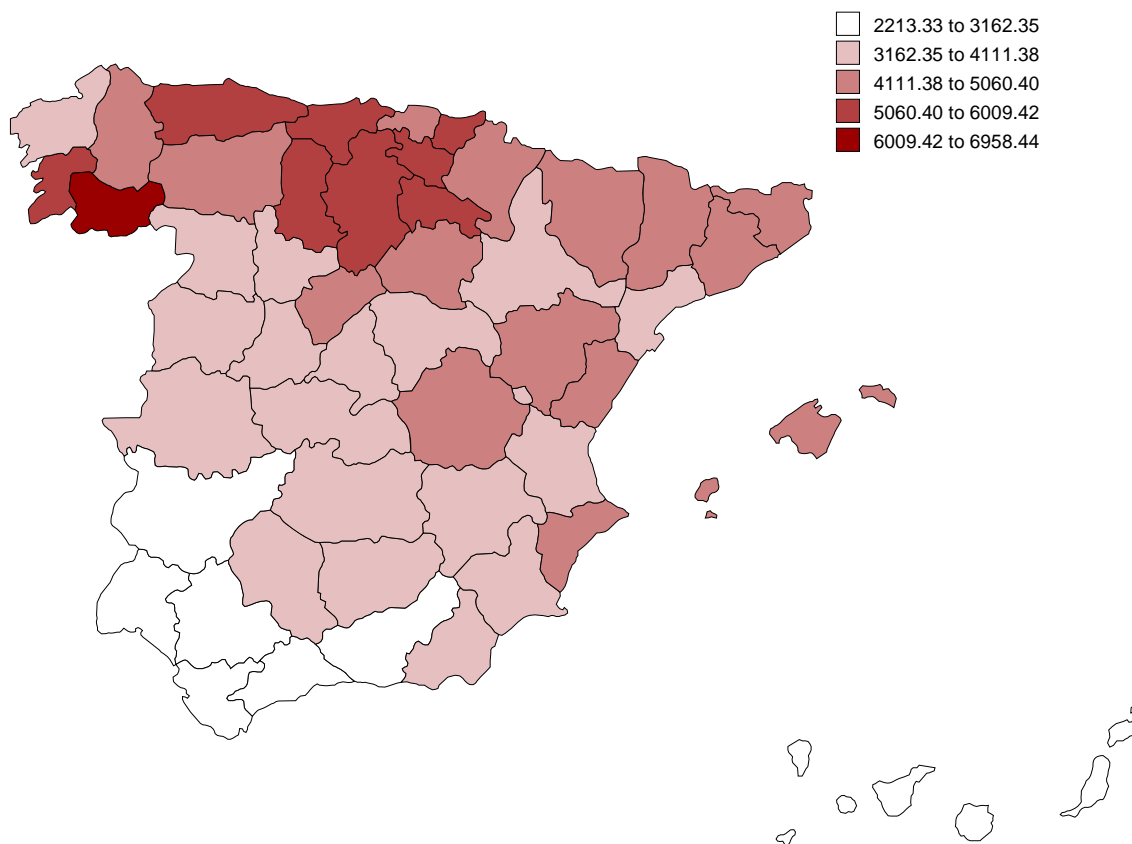 2213.33 to 3162.35
3162.35 to 4111.38
4111.38 to 5060.40
5060.40 to 6009.42
6009.42 to 6958.44